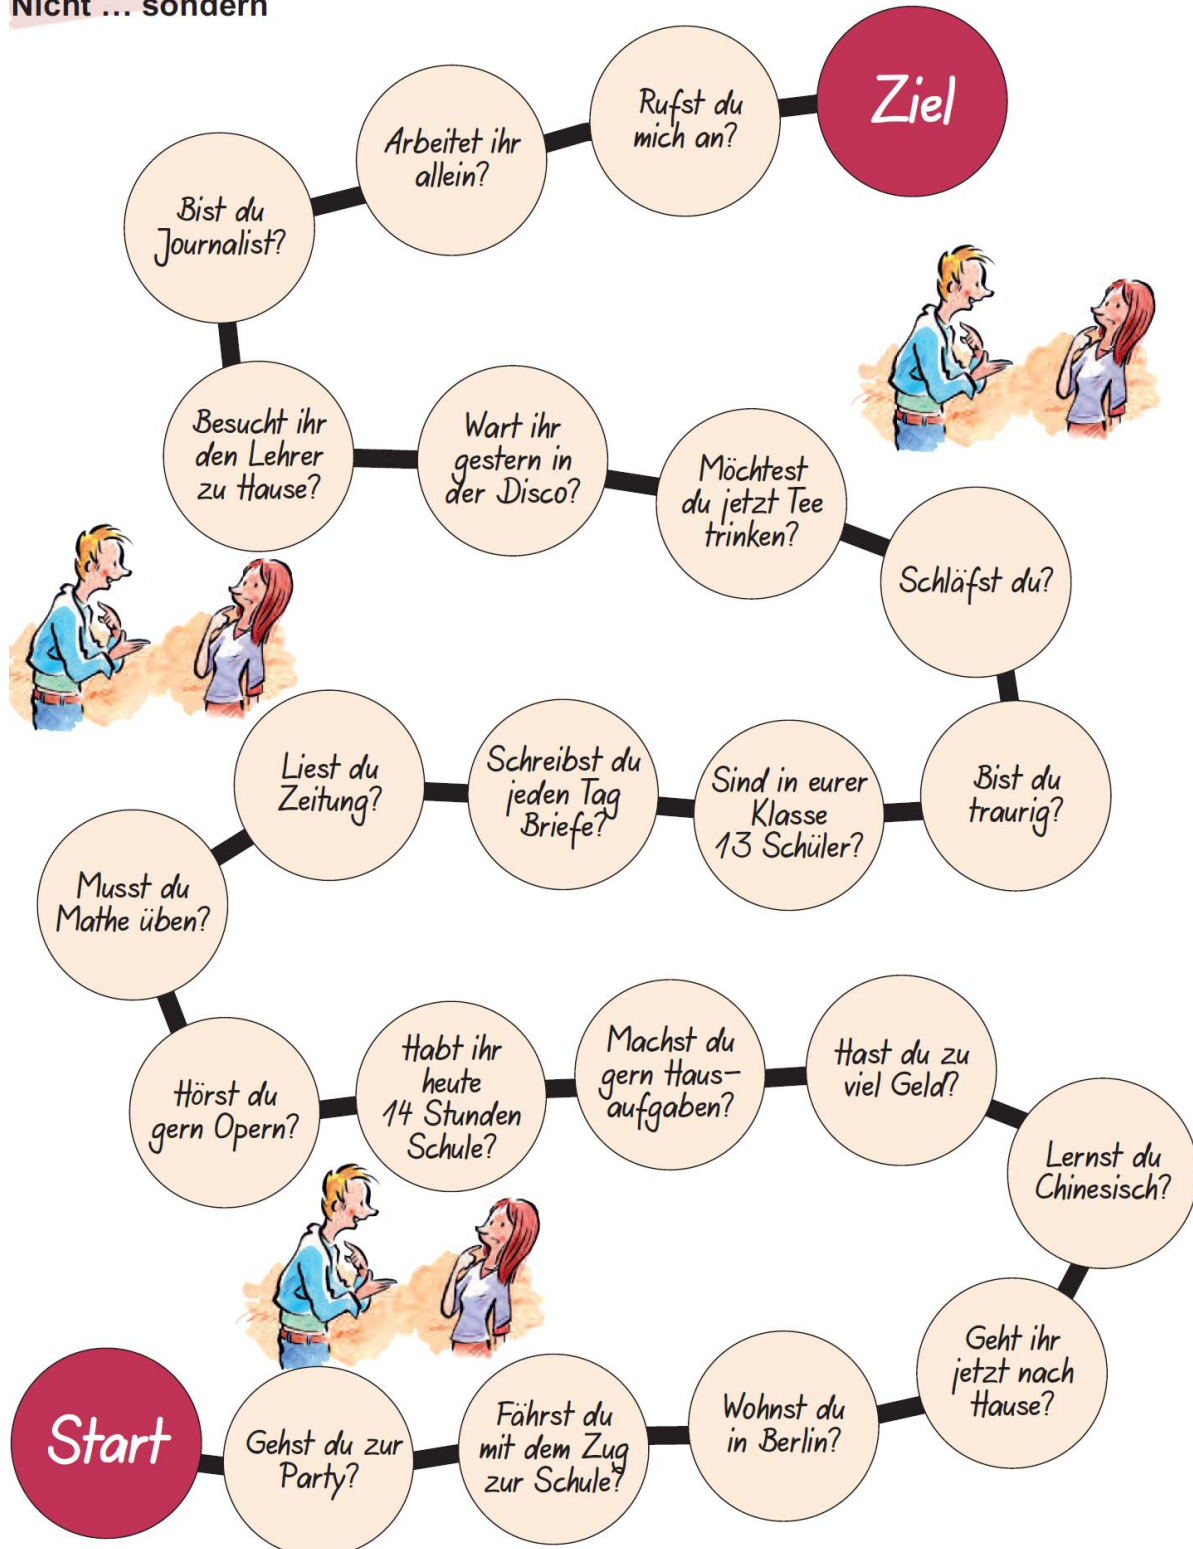 Nicht ... sondern
Ziel
Rufst du
mich an?
Arbeitet ihr
allein?
Bist du
Journalist?
Besucht ihr
den Lehrer
zu Hause?
Wart ihr
gestern in
der Disco?
Möchtest
du jetzt Tee
trinken?
Schläfst du?
Bist du
traurig?
Sind in eurer
Klasse
13 Schüler?
Schreibst du
jeden Tag
Briefe?
Liest du
Zeitung?
Musst du
Mathe üben?
Hörst du
gern Opern?
Habt ihr
heute
14 Stunden
Schule?
Machst du
gern Haus-
aufgaben?
Hast du zu
viel Geld?
Lernst du
Chinesisch?
Geht ihr
jetzt nach
Hause?
Wohnst du
in Berlin?
Fährst du
mit dem Zug
zur Schule?
Gehst du zur
Party?
Start